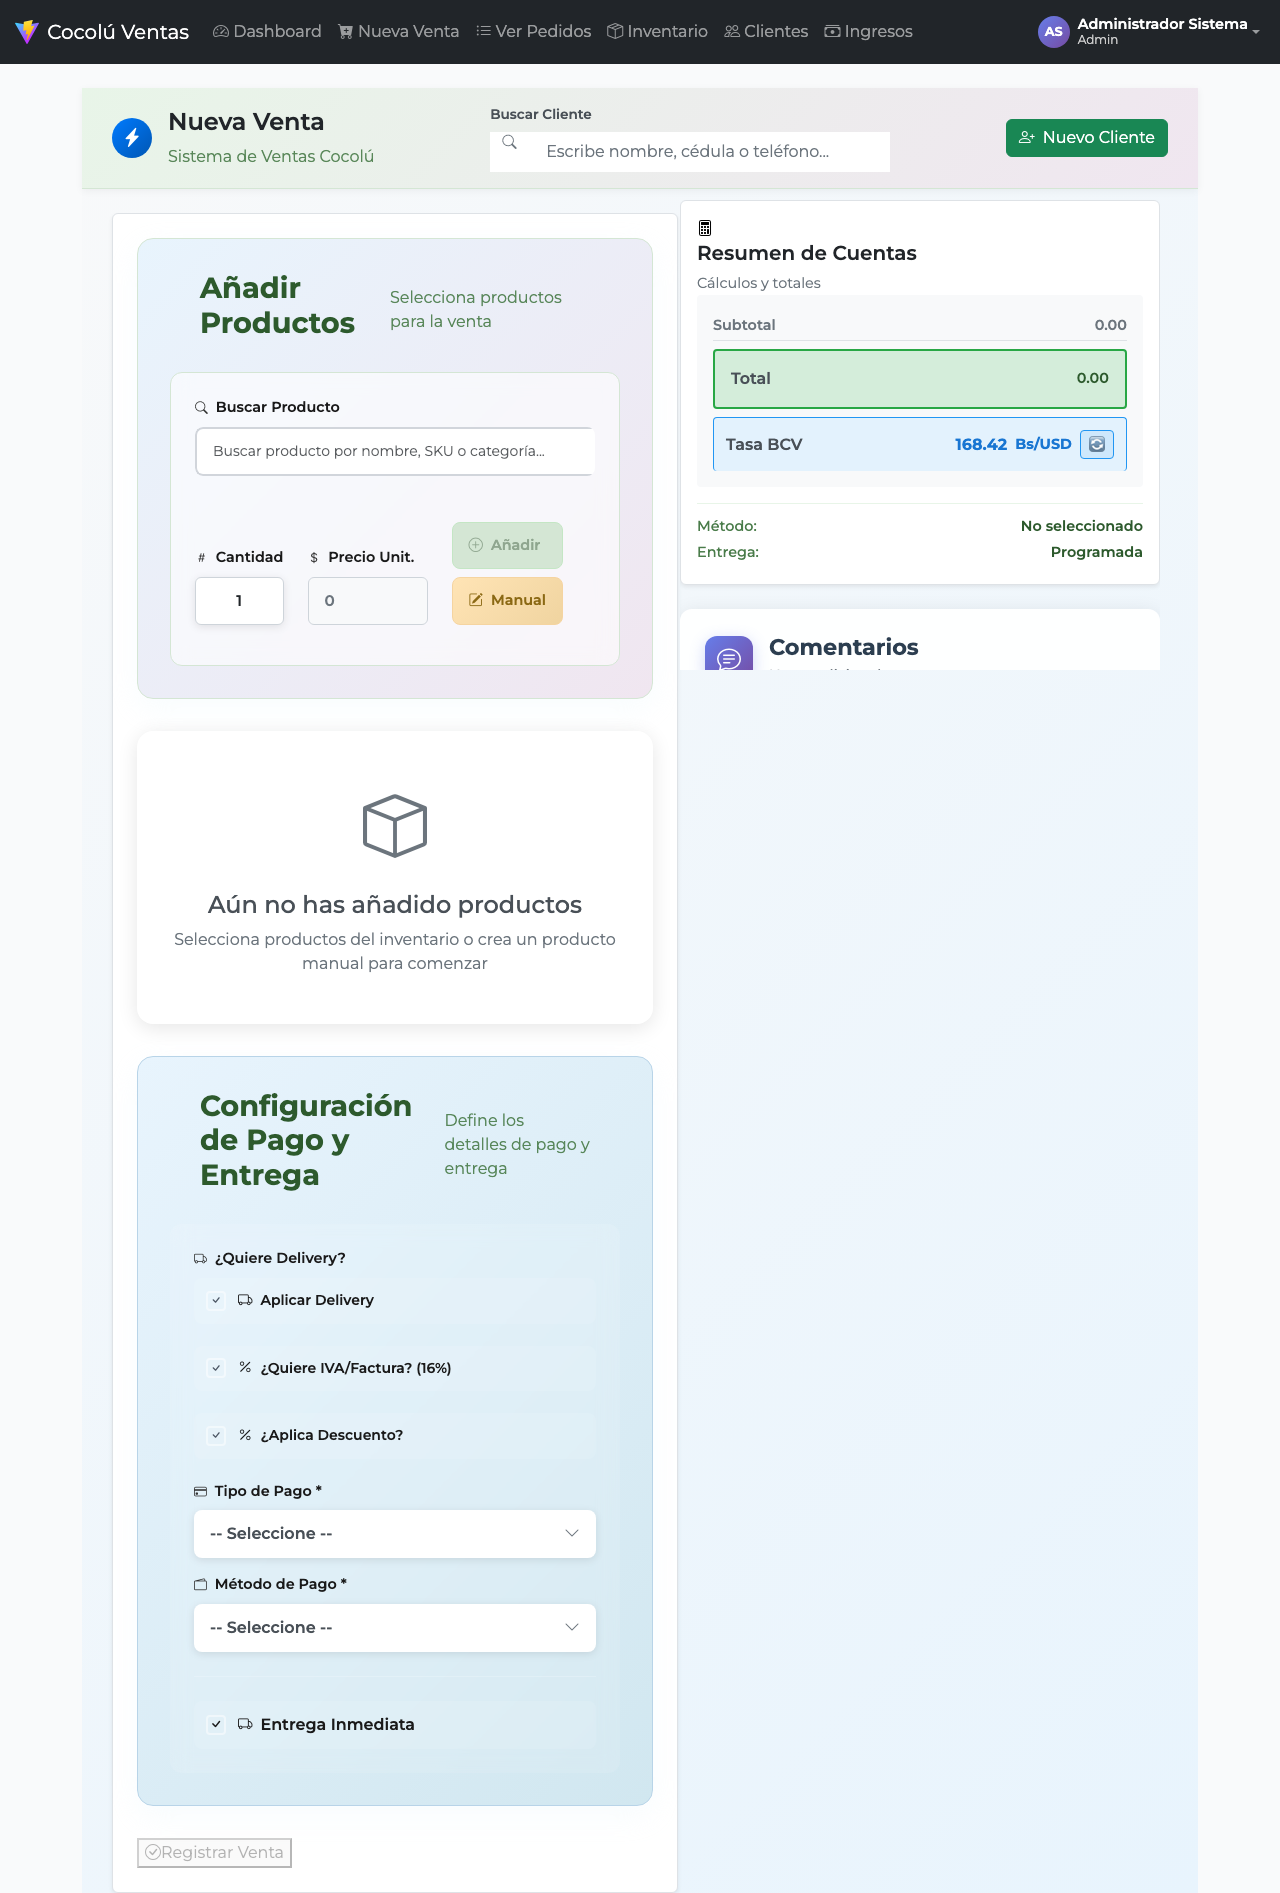 Cocolú Ventas
Dashboard
Nueva Venta
Ver Pedidos
Inventario
Clientes
Ingresos
AS
Administrador Sistema
Admin
Nueva Venta
Sistema de Ventas Cocolú
Buscar Cliente
Escribe nombre, cédula o teléfono...
Nuevo Cliente
Añadir
Productos
Selecciona productos
para la venta
Buscar Producto
Buscar producto por nombre, SKU o categoría...
# Cantidad
$ Precio Unit.
1
0
Añadir
Manual
Aún no has añadido productos
Selecciona productos del inventario o crea un producto
manual para comenzar
Configuración
de Pago y
Entrega
Define los
detalles de pago y
entrega
¿Quiere Delivery?
Aplicar Delivery
% ¿Quiere IVA/Factura? (16%)
% ¿Aplica Descuento?
Tipo de Pago *
-- Seleccione --
Método de Pago *
-- Seleccione --
Entrega Inmediata
Registrar Venta
Resumen de Cuentas
Cálculos y totales
Subtotal 0.00
Total 0.00
Tasa BCV 168.42 Bs/USD
Método: No seleccionado
Entrega: Programada
Comentarios